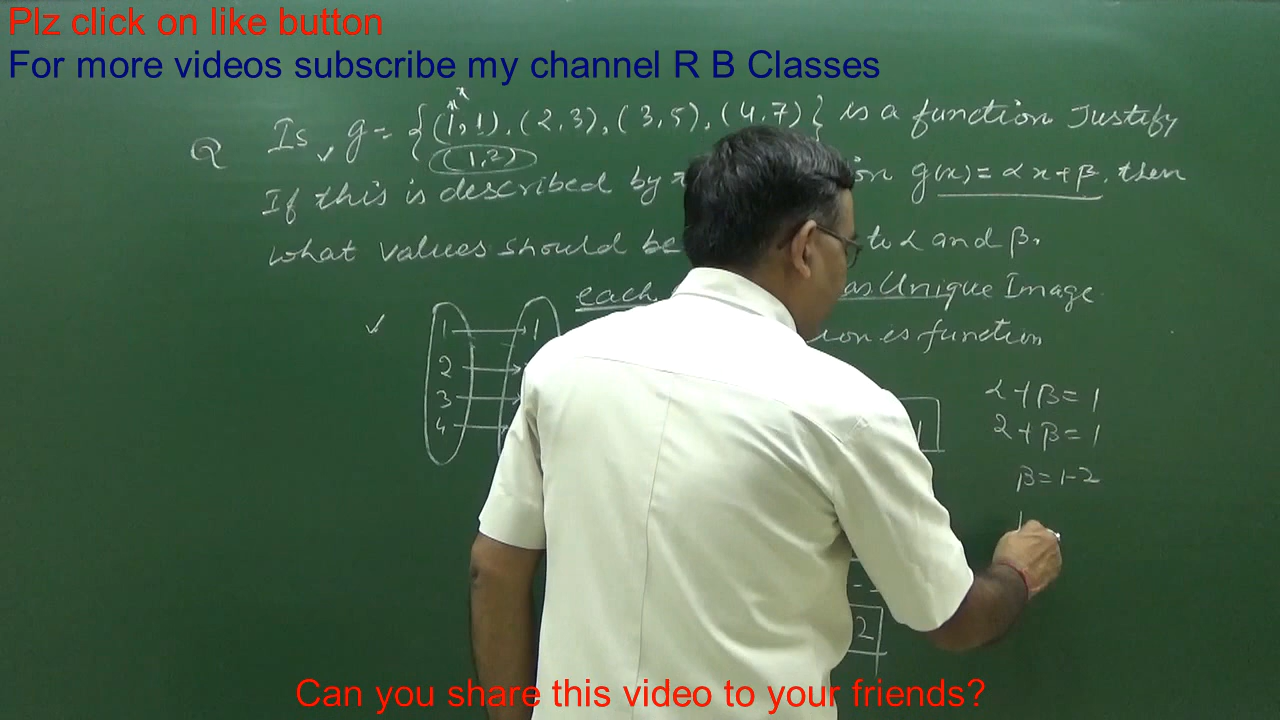 Plz click on like button
For more videos subscribe my channel R B Classes
x x
Q Is g = {(1,1), (2,3), (3,5), (4,7)} is a function Justify
(1,2)
If this is described by g(x) = αx+β, then
what values should be to α and β.
each Unique Image.
is function
1 1
2
3
4
α+β=1
2+β=1
β=1-2
2
Can you share this video to your friends?